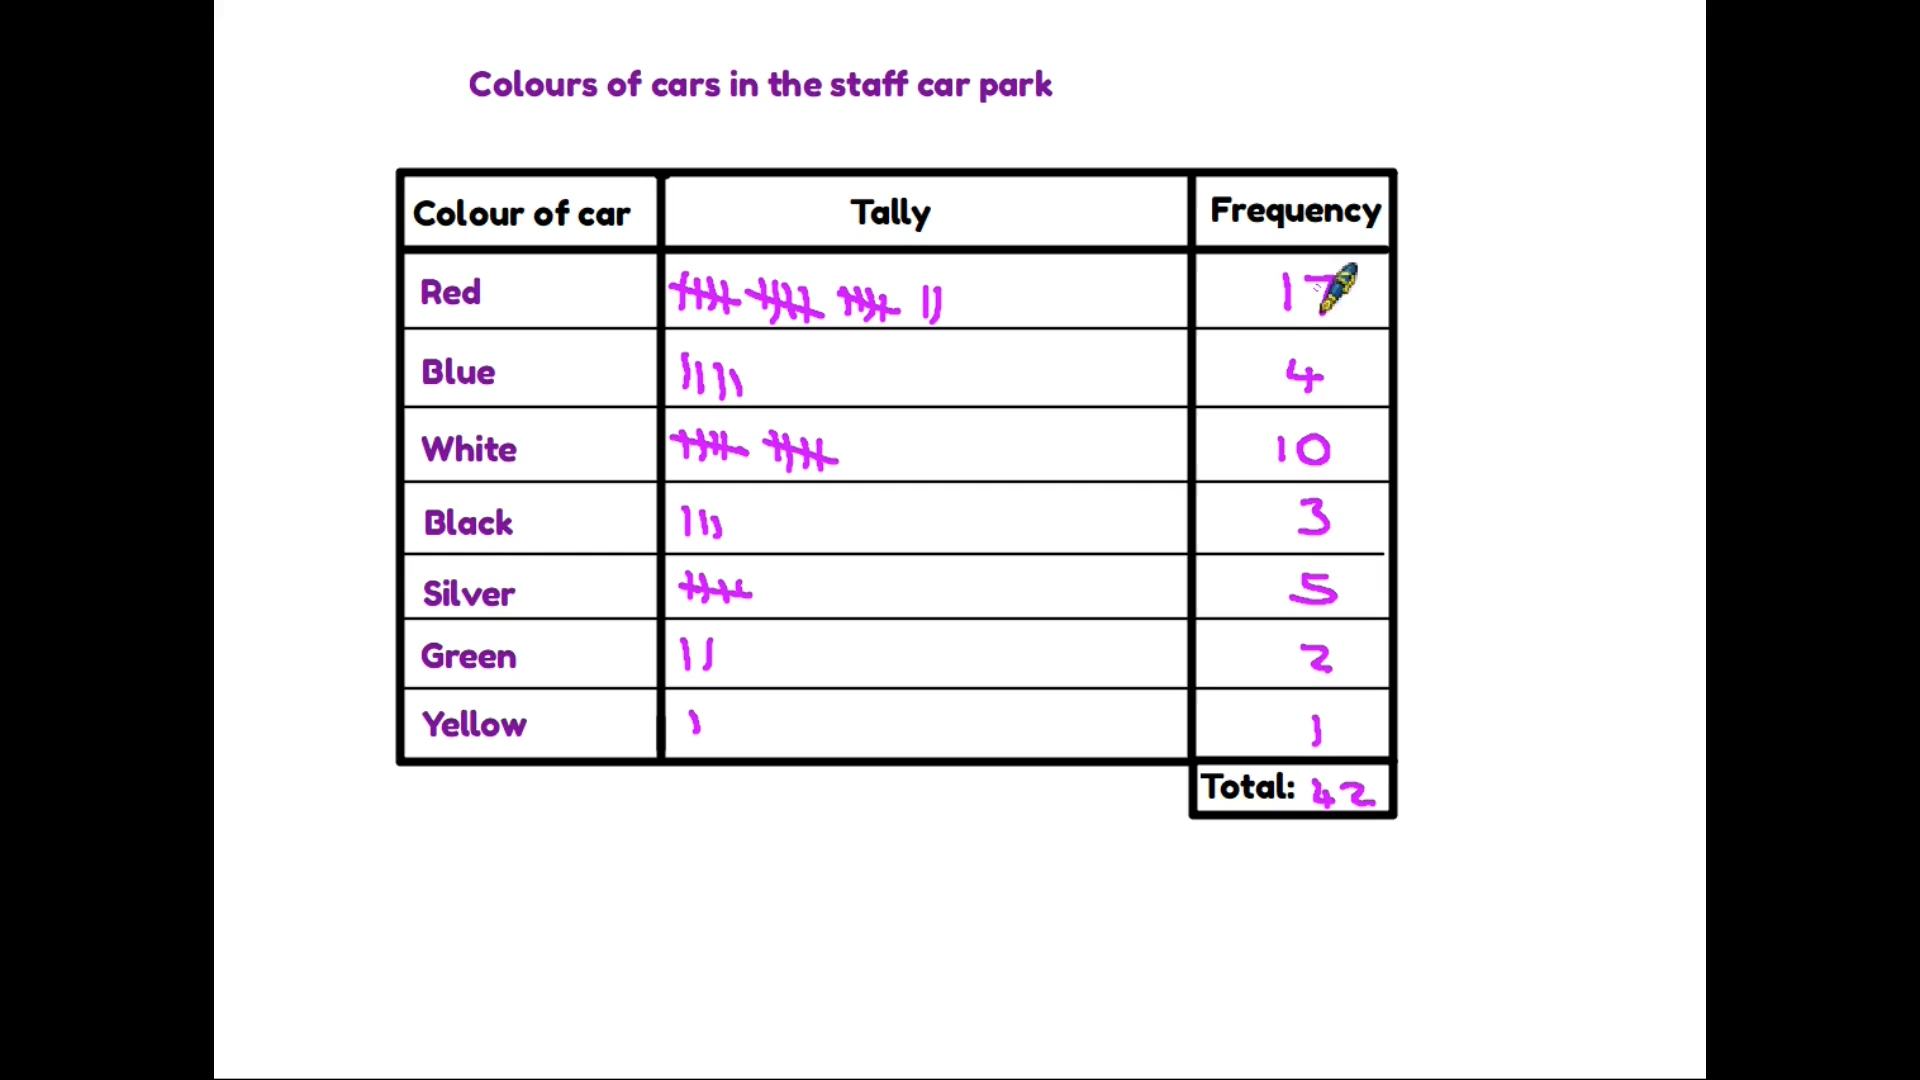 Colours of cars in the staff car park
Colour of car Tally Frequency
Red 17
Blue 4
White 10
Black 3
Silver 5
Green 2
Yellow 1
Total: 42